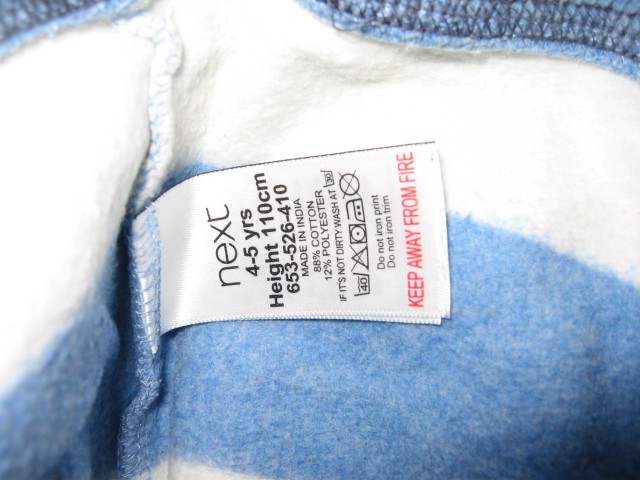 next
4-5 yrs
Height 110cm
653-526-410
MADE IN INDIA
88% COTTON
12% POLYESTER
IF IT'S NOT DIRTY WASH AT 30
40
Do not iron print
Do not iron trim
KEEP AWAY FROM FIRE